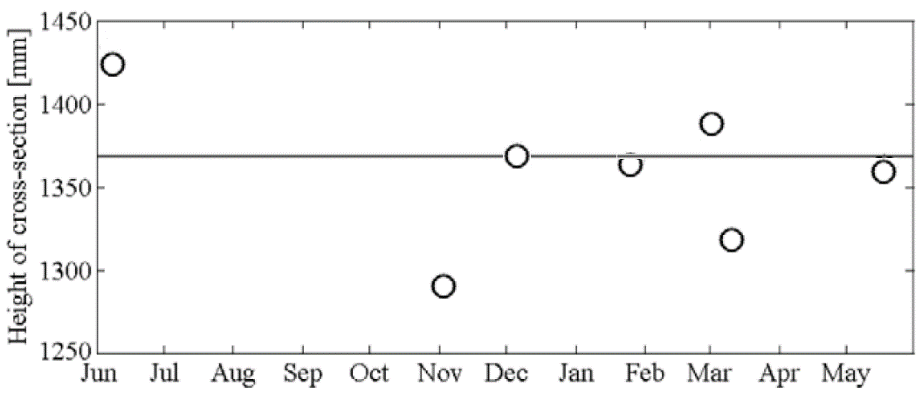 Height of cross-section [mm]
1450
1400
1350
1300
1250
Jun Jul Aug Sep Oct Nov Dec Jan Feb Mar Apr May